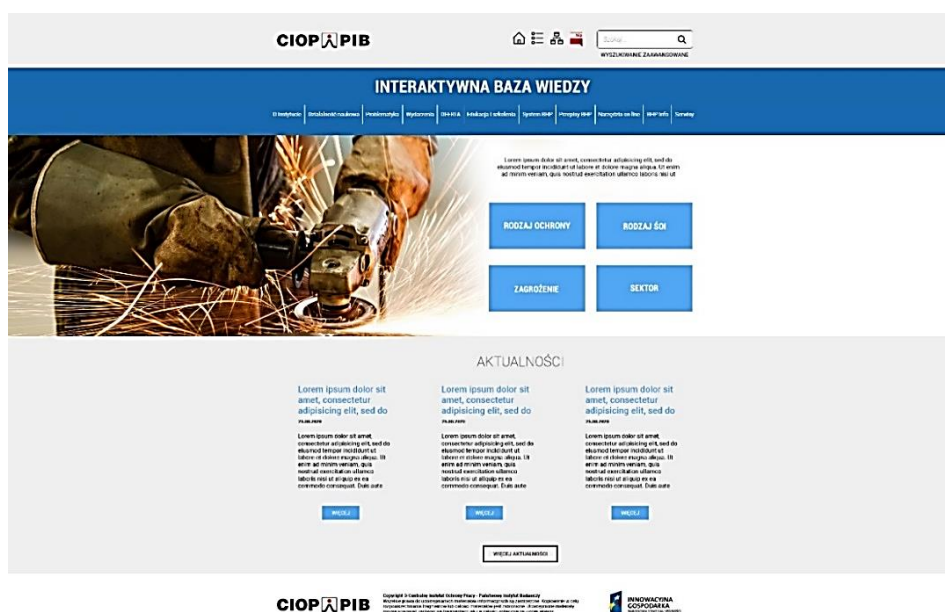 CIOP PIB
WYSZUKIWANIE ZAAWANSOWANE
INTERAKTYWNA BAZA WIEDZY
O Instytucie Działalność naukowa Problematyka Wydarzenia OFERTA Edukacja i szkolenia System BHP Przepisy BHP Narzędzia on-line BHP Info Serwisy
Lorem ipsum dolor sit amet, consectetur adipisicing elit, sed do
eiusmod tempor incididunt ut labore et dolore magna aliqua. Ut enim
ad minim veniam, quis nostrud exercitation ullamco laboris nisi ut
RODZAJ OCHRONY
RODZAJ ŚOI
ZAGROŻENIE
SEKTOR
AKTUALNOŚCI
Lorem ipsum dolor sit
amet, consectetur
adipisicing elit, sed do
Lorem ipsum dolor sit amet,
consectetur adipisicing elit, sed do
eiusmod tempor incididunt ut
labore et dolore magna aliqua. Ut
enim ad minim veniam, quis
nostrud exercitation ullamco
laboris nisi ut aliquip ex ea
commodo consequat. Duis aute
WIĘCEJ
Lorem ipsum dolor sit
amet, consectetur
adipisicing elit, sed do
Lorem ipsum dolor sit amet,
consectetur adipisicing elit, sed do
eiusmod tempor incididunt ut
labore et dolore magna aliqua. Ut
enim ad minim veniam, quis
nostrud exercitation ullamco
laboris nisi ut aliquip ex ea
commodo consequat. Duis aute
WIĘCEJ
Lorem ipsum dolor sit
amet, consectetur
adipisicing elit, sed do
Lorem ipsum dolor sit amet,
consectetur adipisicing elit, sed do
eiusmod tempor incididunt ut
labore et dolore magna aliqua. Ut
enim ad minim veniam, quis
nostrud exercitation ullamco
laboris nisi ut aliquip ex ea
commodo consequat. Duis aute
WIĘCEJ
WIĘCEJ AKTUALNOŚCI
CIOP PIB
Copyright © Centralny Instytut Ochrony Pracy - Państwowy Instytut Badawczy
INNOWACYJNA
GOSPODARKA